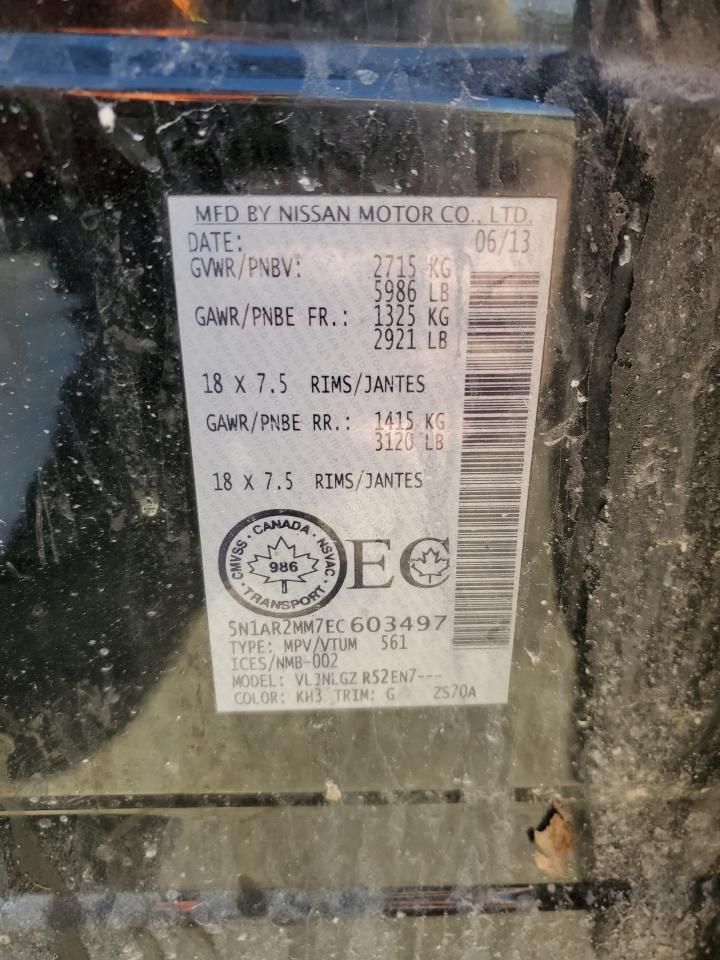 MFD BY NISSAN MOTOR CO., LTD.
DATE: 06/13
GVWR/PNBV: 2715 KG
5986 LB
GAWR/PNBE FR.: 1325 KG
2921 LB
18 X 7.5 RIMS/JANTES
GAWR/PNBE RR.: 1415 KG
3120 LB
18 X 7.5 RIMS/JANTES
CMVSS · CANADA · NSVAC
986
· TRANSPORT ·
EC
5N1AR2MM7EC603497
TYPE: MPV/VTUM 561
ICES/NMB-002
MODEL: VLJNLGZ R52EN7---
COLOR: KH3 TRIM: G ZS70A